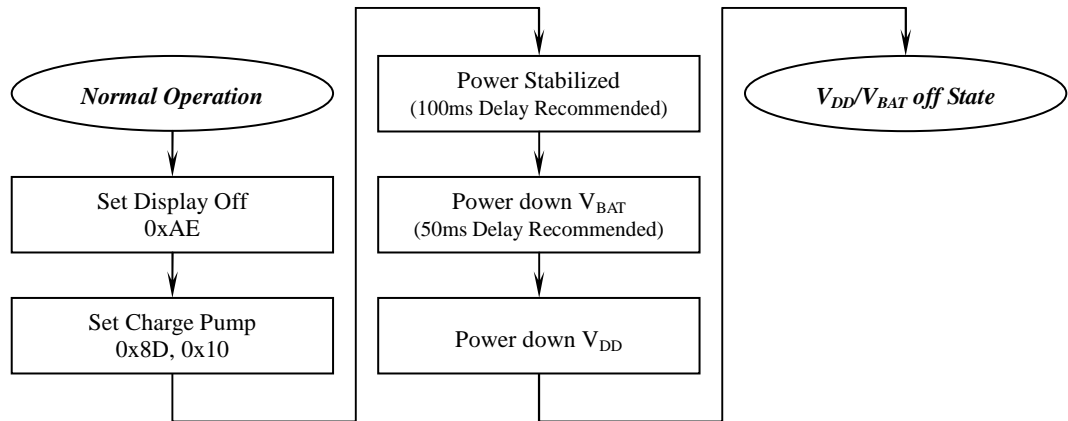 Normal Operation
Set Display Off
0xAE
Set Charge Pump
0x8D, 0x10
Power Stabilized
(100ms Delay Recommended)
Power down VBAT
(50ms Delay Recommended)
Power down VDD
VDD/VBAT off State